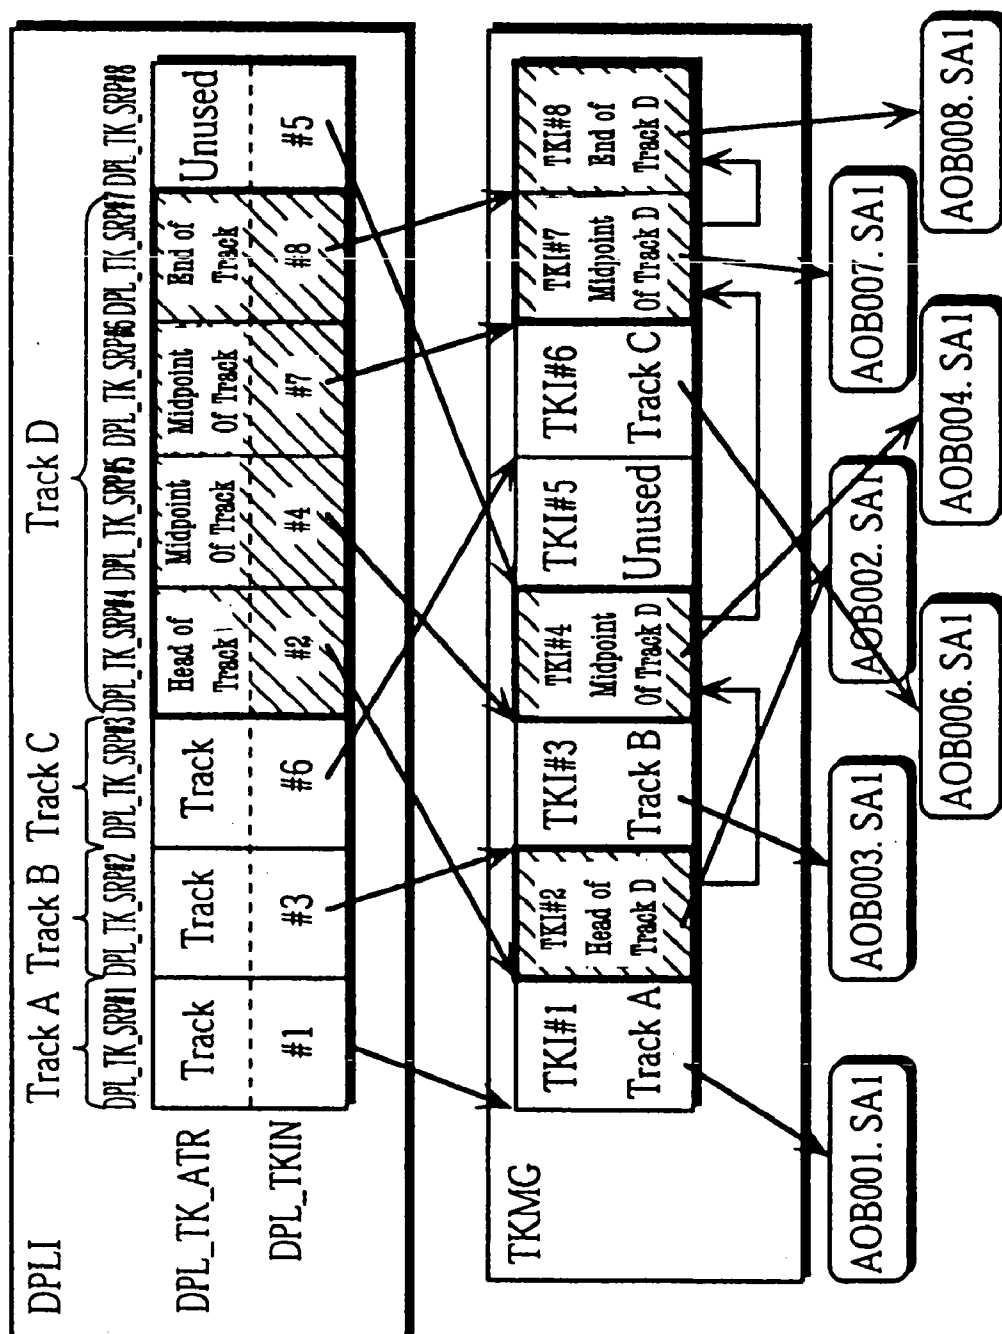 DPLI
Track A
Track B
Track C
Track D
DPL_TK_SRP#1
DPL_TK_SRP#2
DPL_TK_SRP#3
DPL_TK_SRP#4
DPL_TK_SRP#5
DPL_TK_SRP#6
DPL_TK_SRP#7
DPL_TK_SRP#8
DPL_TK_ATR
Track
Track
Track
Head of
Track
Midpoint
Of Track
Midpoint
Of Track
End of
Track
Unused
DPL_TKIN
#1
#3
#6
#2
#4
#7
#8
#5
TKMG
TKI#1
Track A
TKI#2
Head of
Track D
TKI#3
Track B
TKI#4
Midpoint
Of Track D
TKI#5
Unused
TKI#6
Track C
TKI#7
Midpoint
Of Track D
TKI#8
End of
Track D
AOB001. SA1
AOB003. SA1
AOB002. SA1
AOB007. SA1
AOB006. SA1
AOB004. SA1
AOB008. SA1